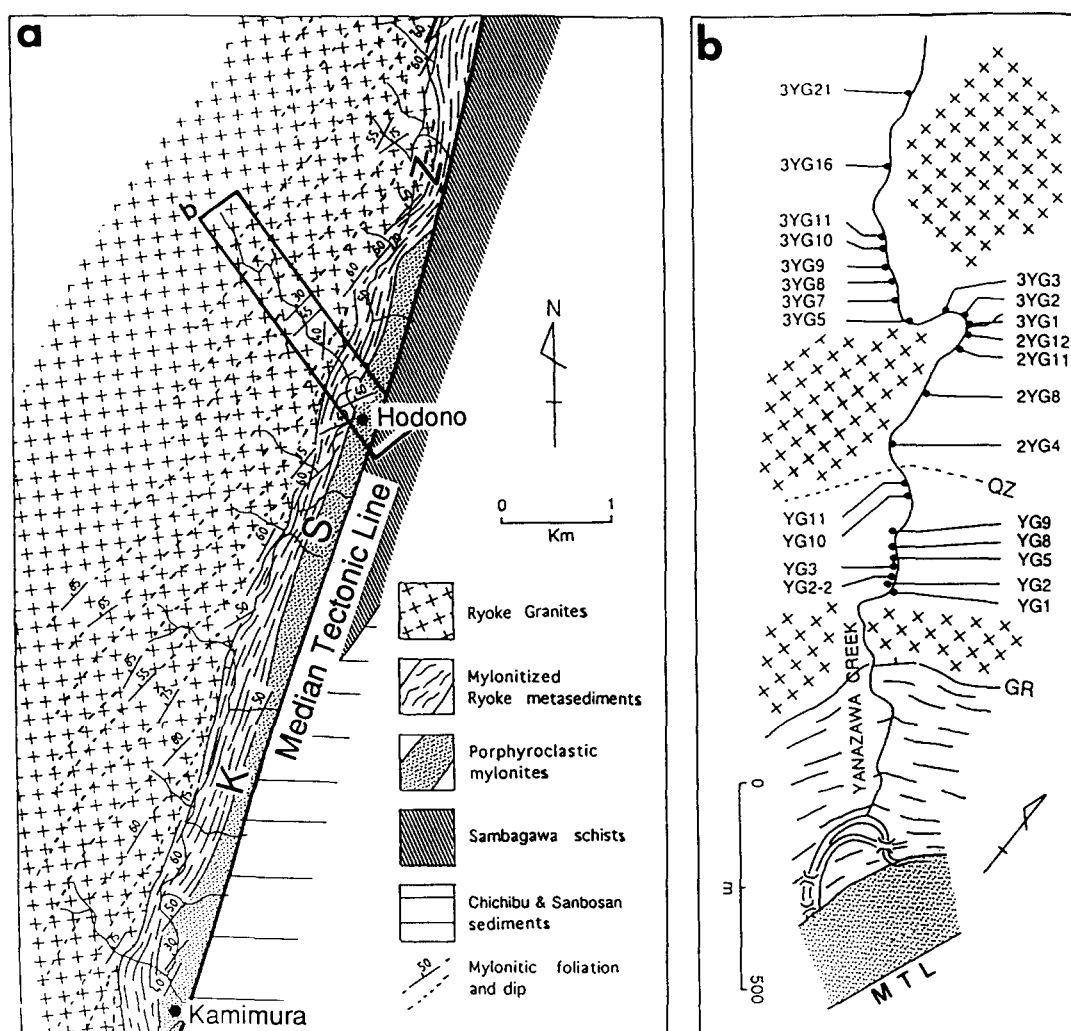 a
b
N
Hodono
0 1
Km
Z
S
K
Median Tectonic Line
Kamimura
Ryoke Granites
Mylonitized
Ryoke metasediments
Porphyroclastic
mylonites
Sambagawa schists
Chichibu & Sanbosan
sediments
50
Mylonitic foliation
and dip
b
3YG21
3YG16
3YG11
3YG10
3YG9
3YG8
3YG7
3YG5
3YG3
3YG2
3YG1
2YG12
2YG11
2YG8
2YG4
QZ
YG11
YG10
YG3
YG2-2
YG9
YG8
YG5
YG2
YG1
GR
YANAZAWA CREEK
0
m
500
MTL